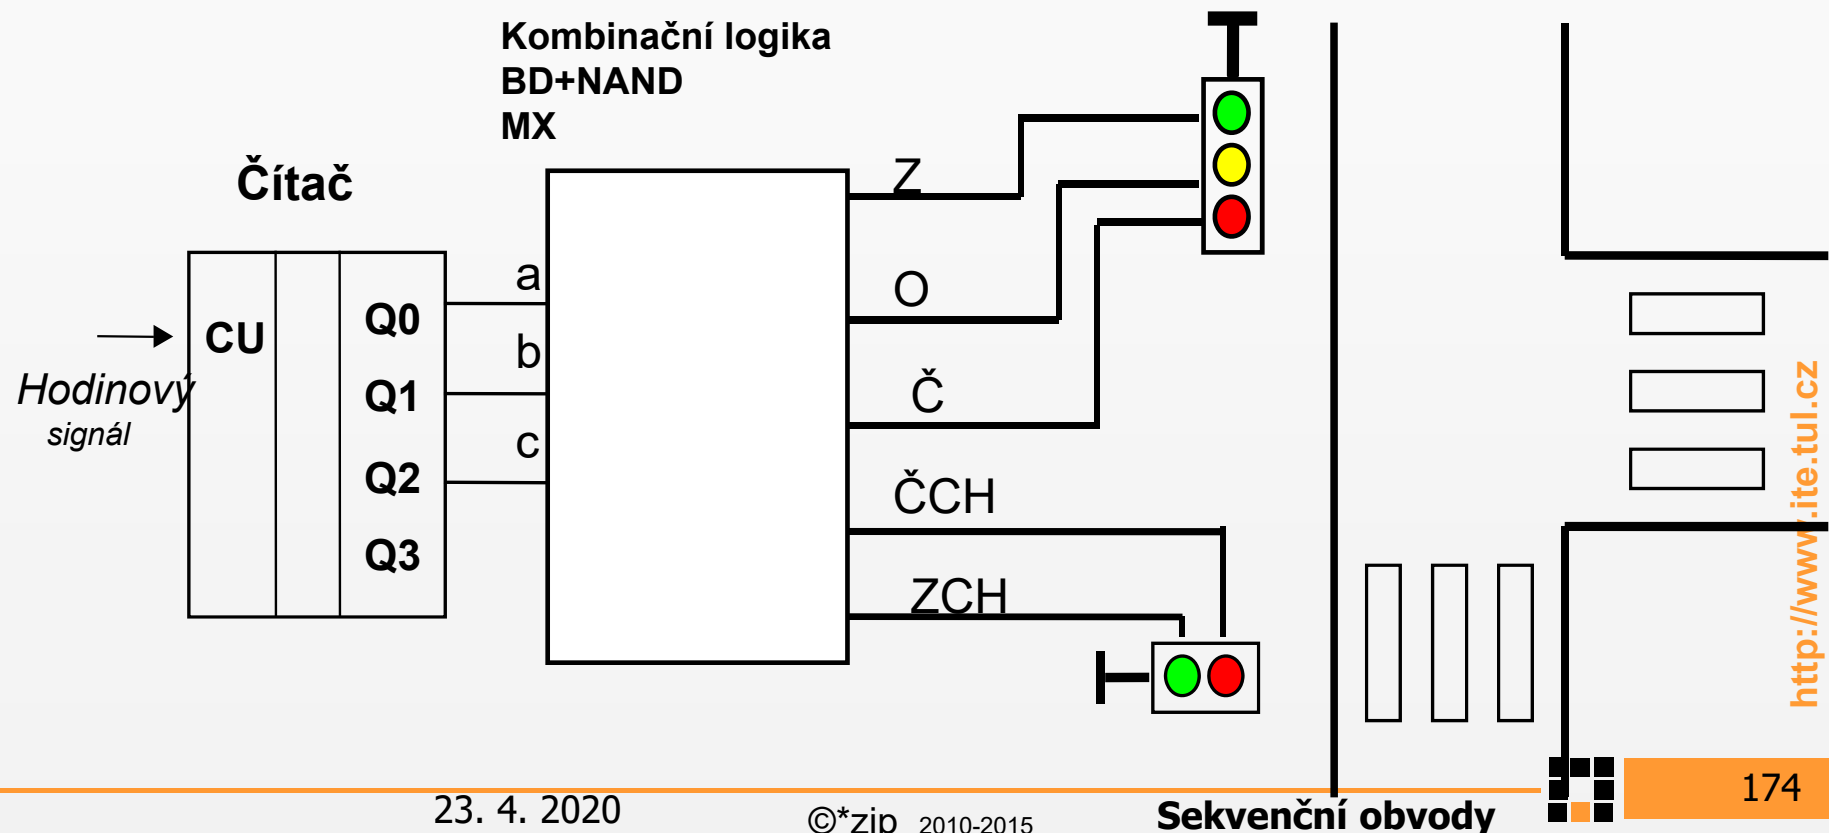 Kombinační logika
BD+NAND
MX
Čítač
CU
Q0
Q1
Q2
Q3
Hodinový
signál
a
b
c
Z
O
Č
ČCH
ZCH
http://www.ite.tul.cz
23. 4. 2020
©*zip 2010-2015
Sekvenční obvody
174